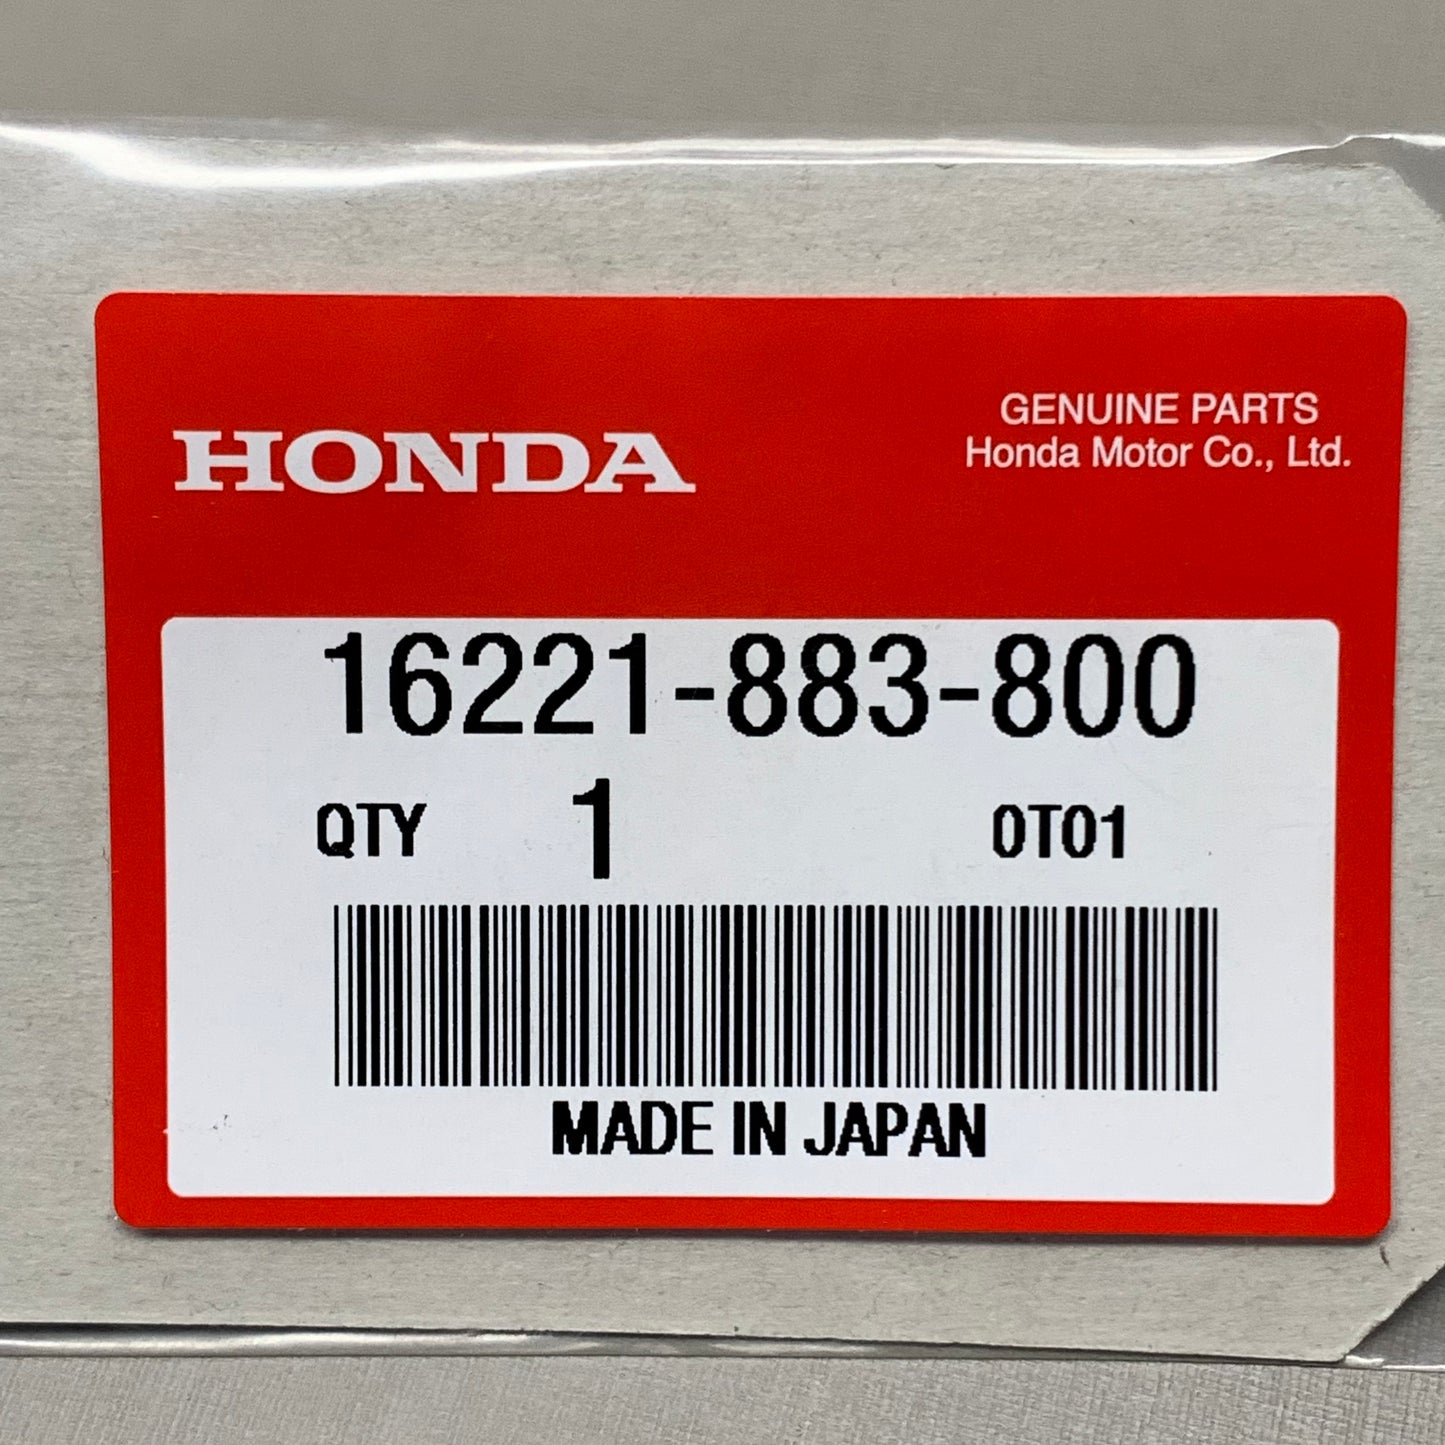 HONDA
GENUINE PARTS
Honda Motor Co., Ltd.
16221-883-800
QTY 1 0T01
MADE IN JAPAN